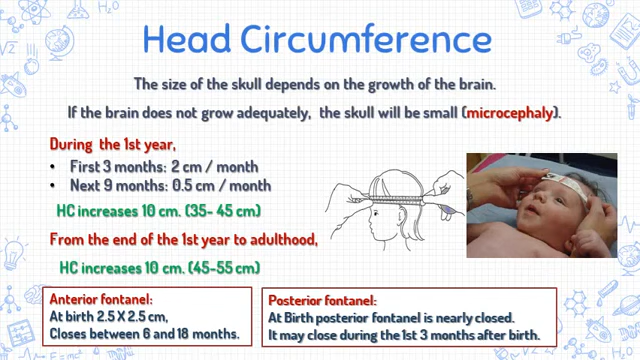 Head Circumference
The size of the skull depends on the growth of the brain.
If the brain does not grow adequately, the skull will be small (microcephaly).
During the 1st year,
• First 3 months: 2 cm / month
• Next 9 months: 0.5 cm / month
HC increases 10 cm. (35- 45 cm)
From the end of the 1st year to adulthood,
HC increases 10 cm. (45-55 cm)
Anterior fontanel:
At birth 2.5 X 2.5 cm,
Closes between 6 and 18 months.
Posterior fontanel:
At Birth posterior fontanel is nearly closed.
It may close during the 1st 3 months after birth.